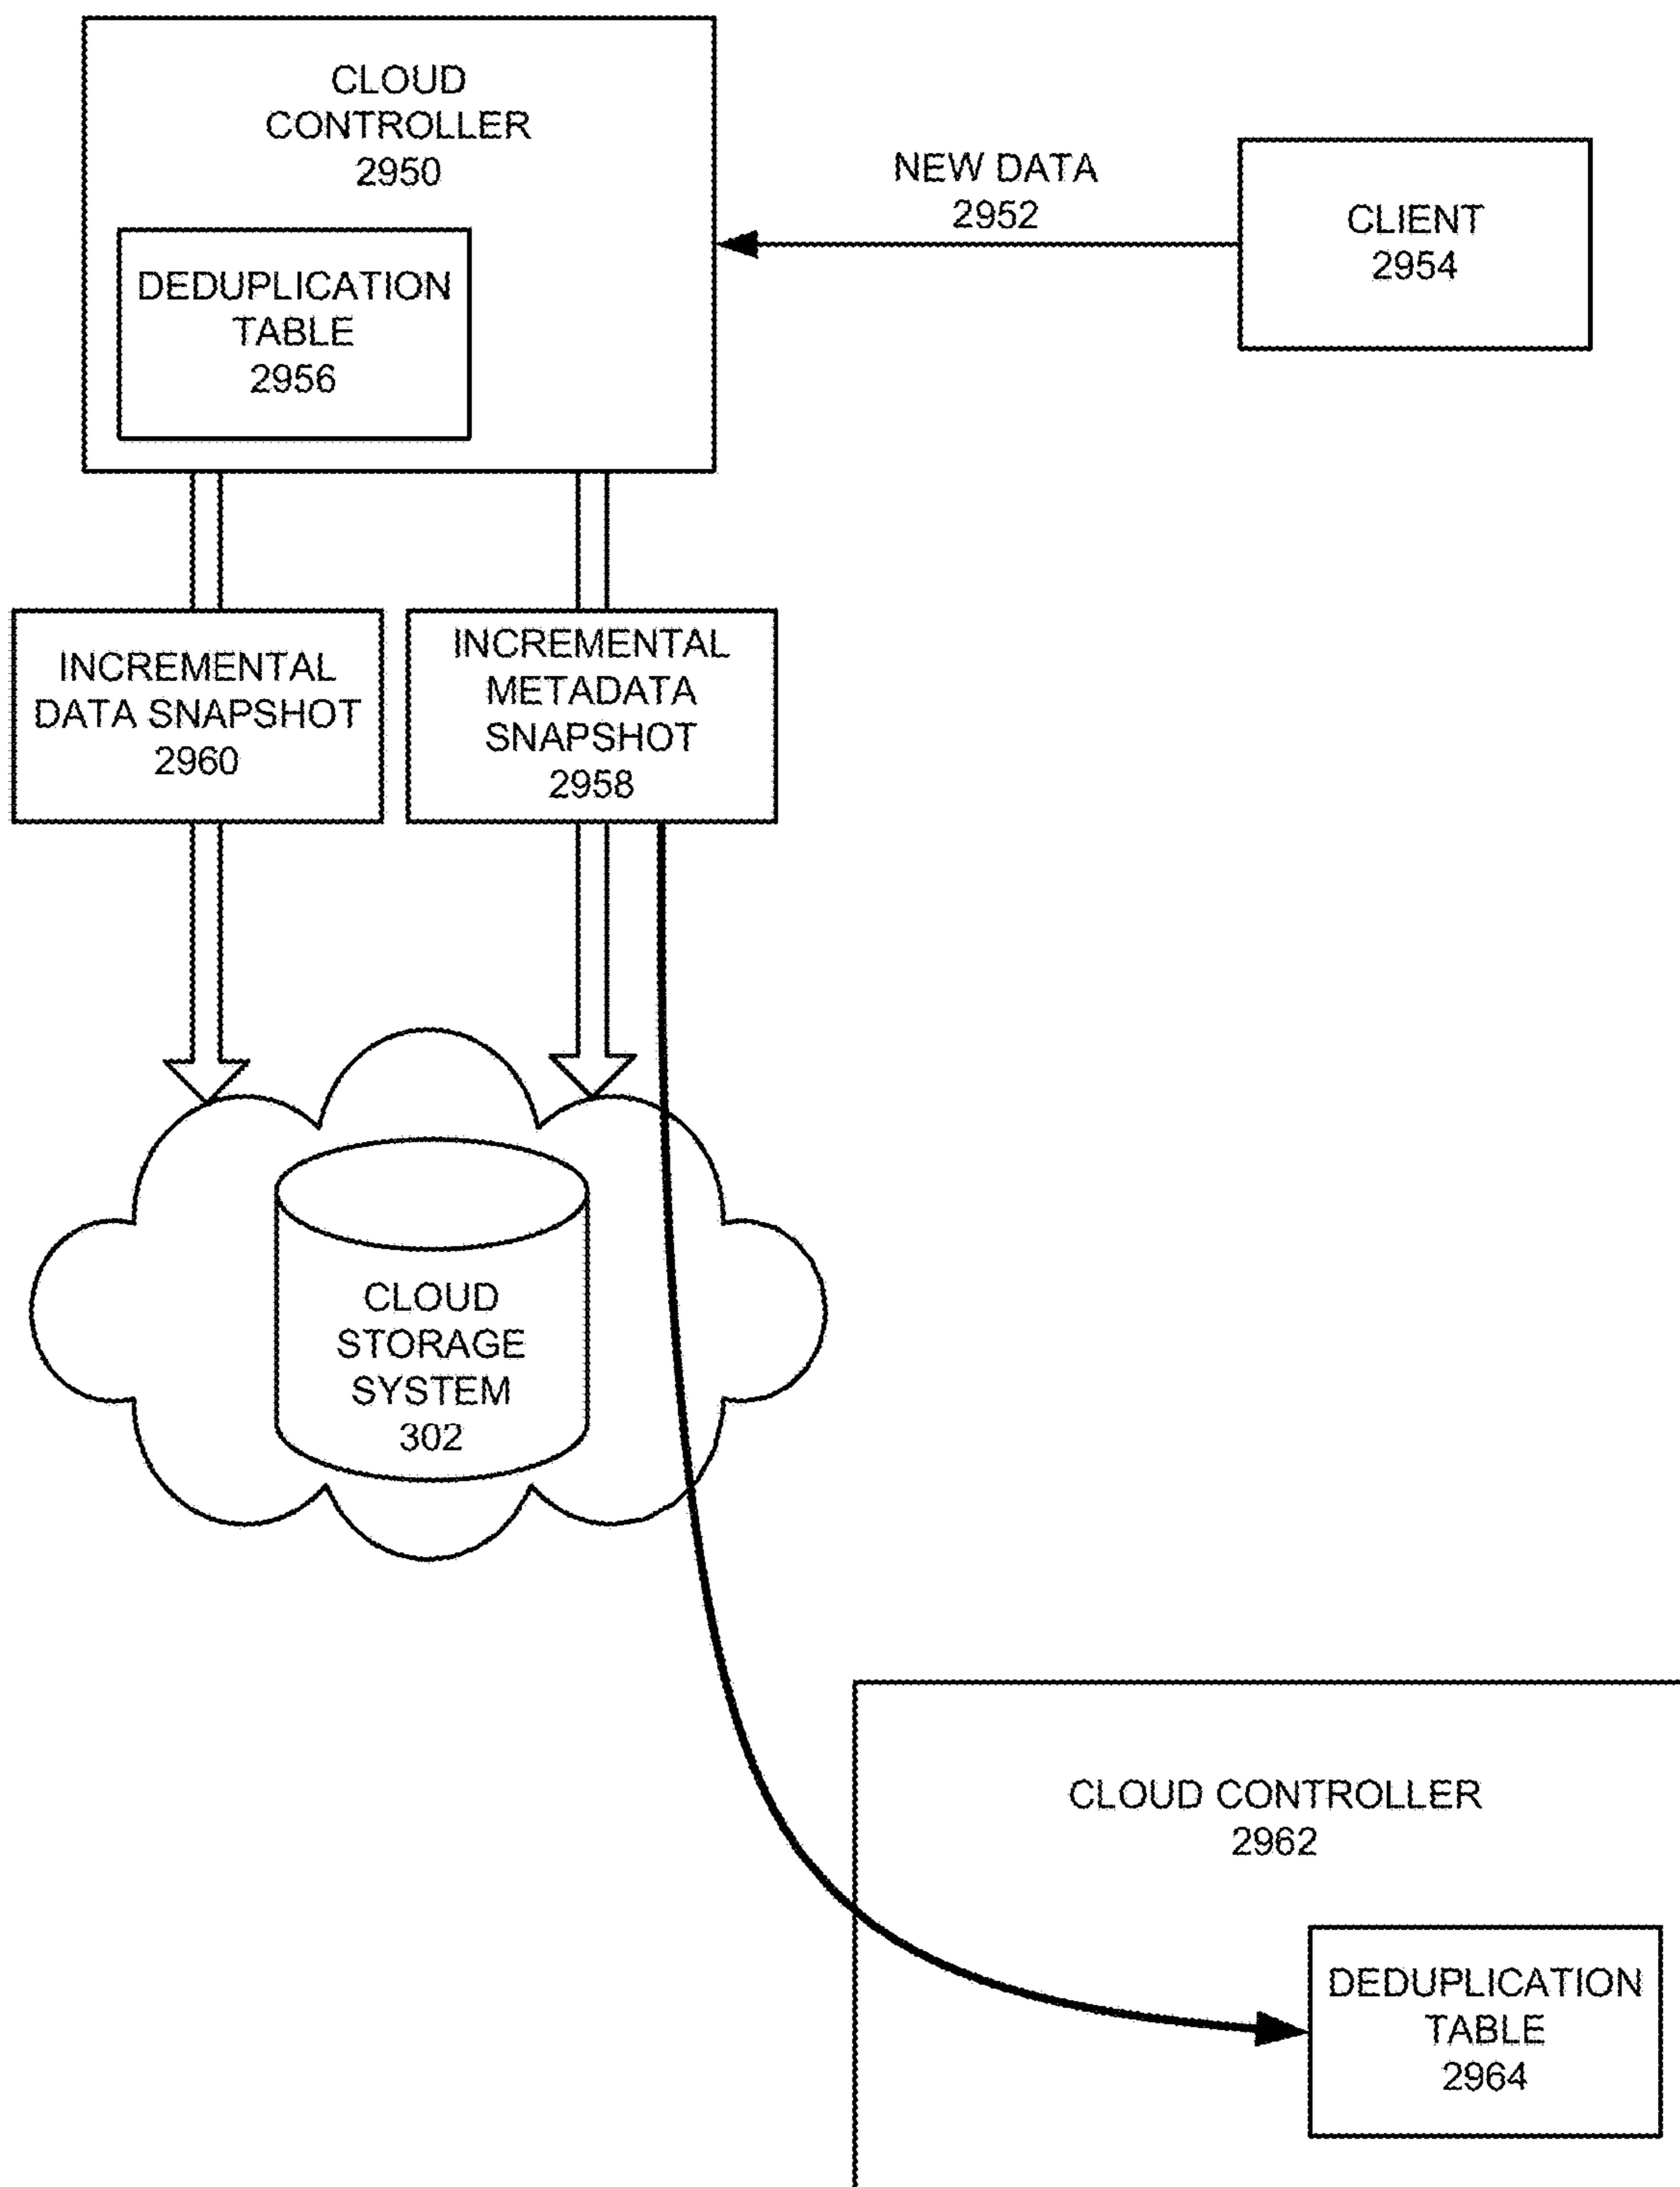 CLOUD
CONTROLLER
2950
NEW DATA
2952
CLIENT
2954
DEDUPLICATION
TABLE
2956
INCREMENTAL
DATA SNAPSHOT
2960
INCREMENTAL
METADATA
SNAPSHOT
2958
CLOUD
STORAGE
SYSTEM
302
CLOUD CONTROLLER
2962
DEDUPLICATION
TABLE
2964